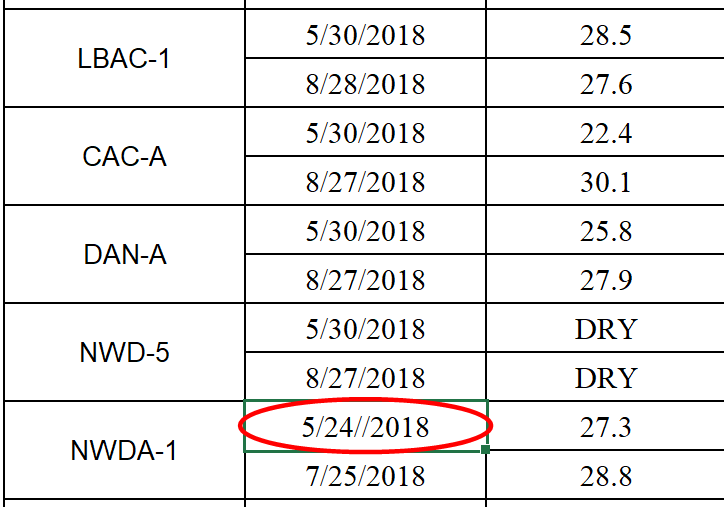 LBAC-1 5/30/2018 28.5
8/28/2018 27.6
CAC-A 5/30/2018 22.4
8/27/2018 30.1
DAN-A 5/30/2018 25.8
8/27/2018 27.9
NWD-5 5/30/2018 DRY
8/27/2018 DRY
NWDA-1 5/24//2018 27.3
7/25/2018 28.8